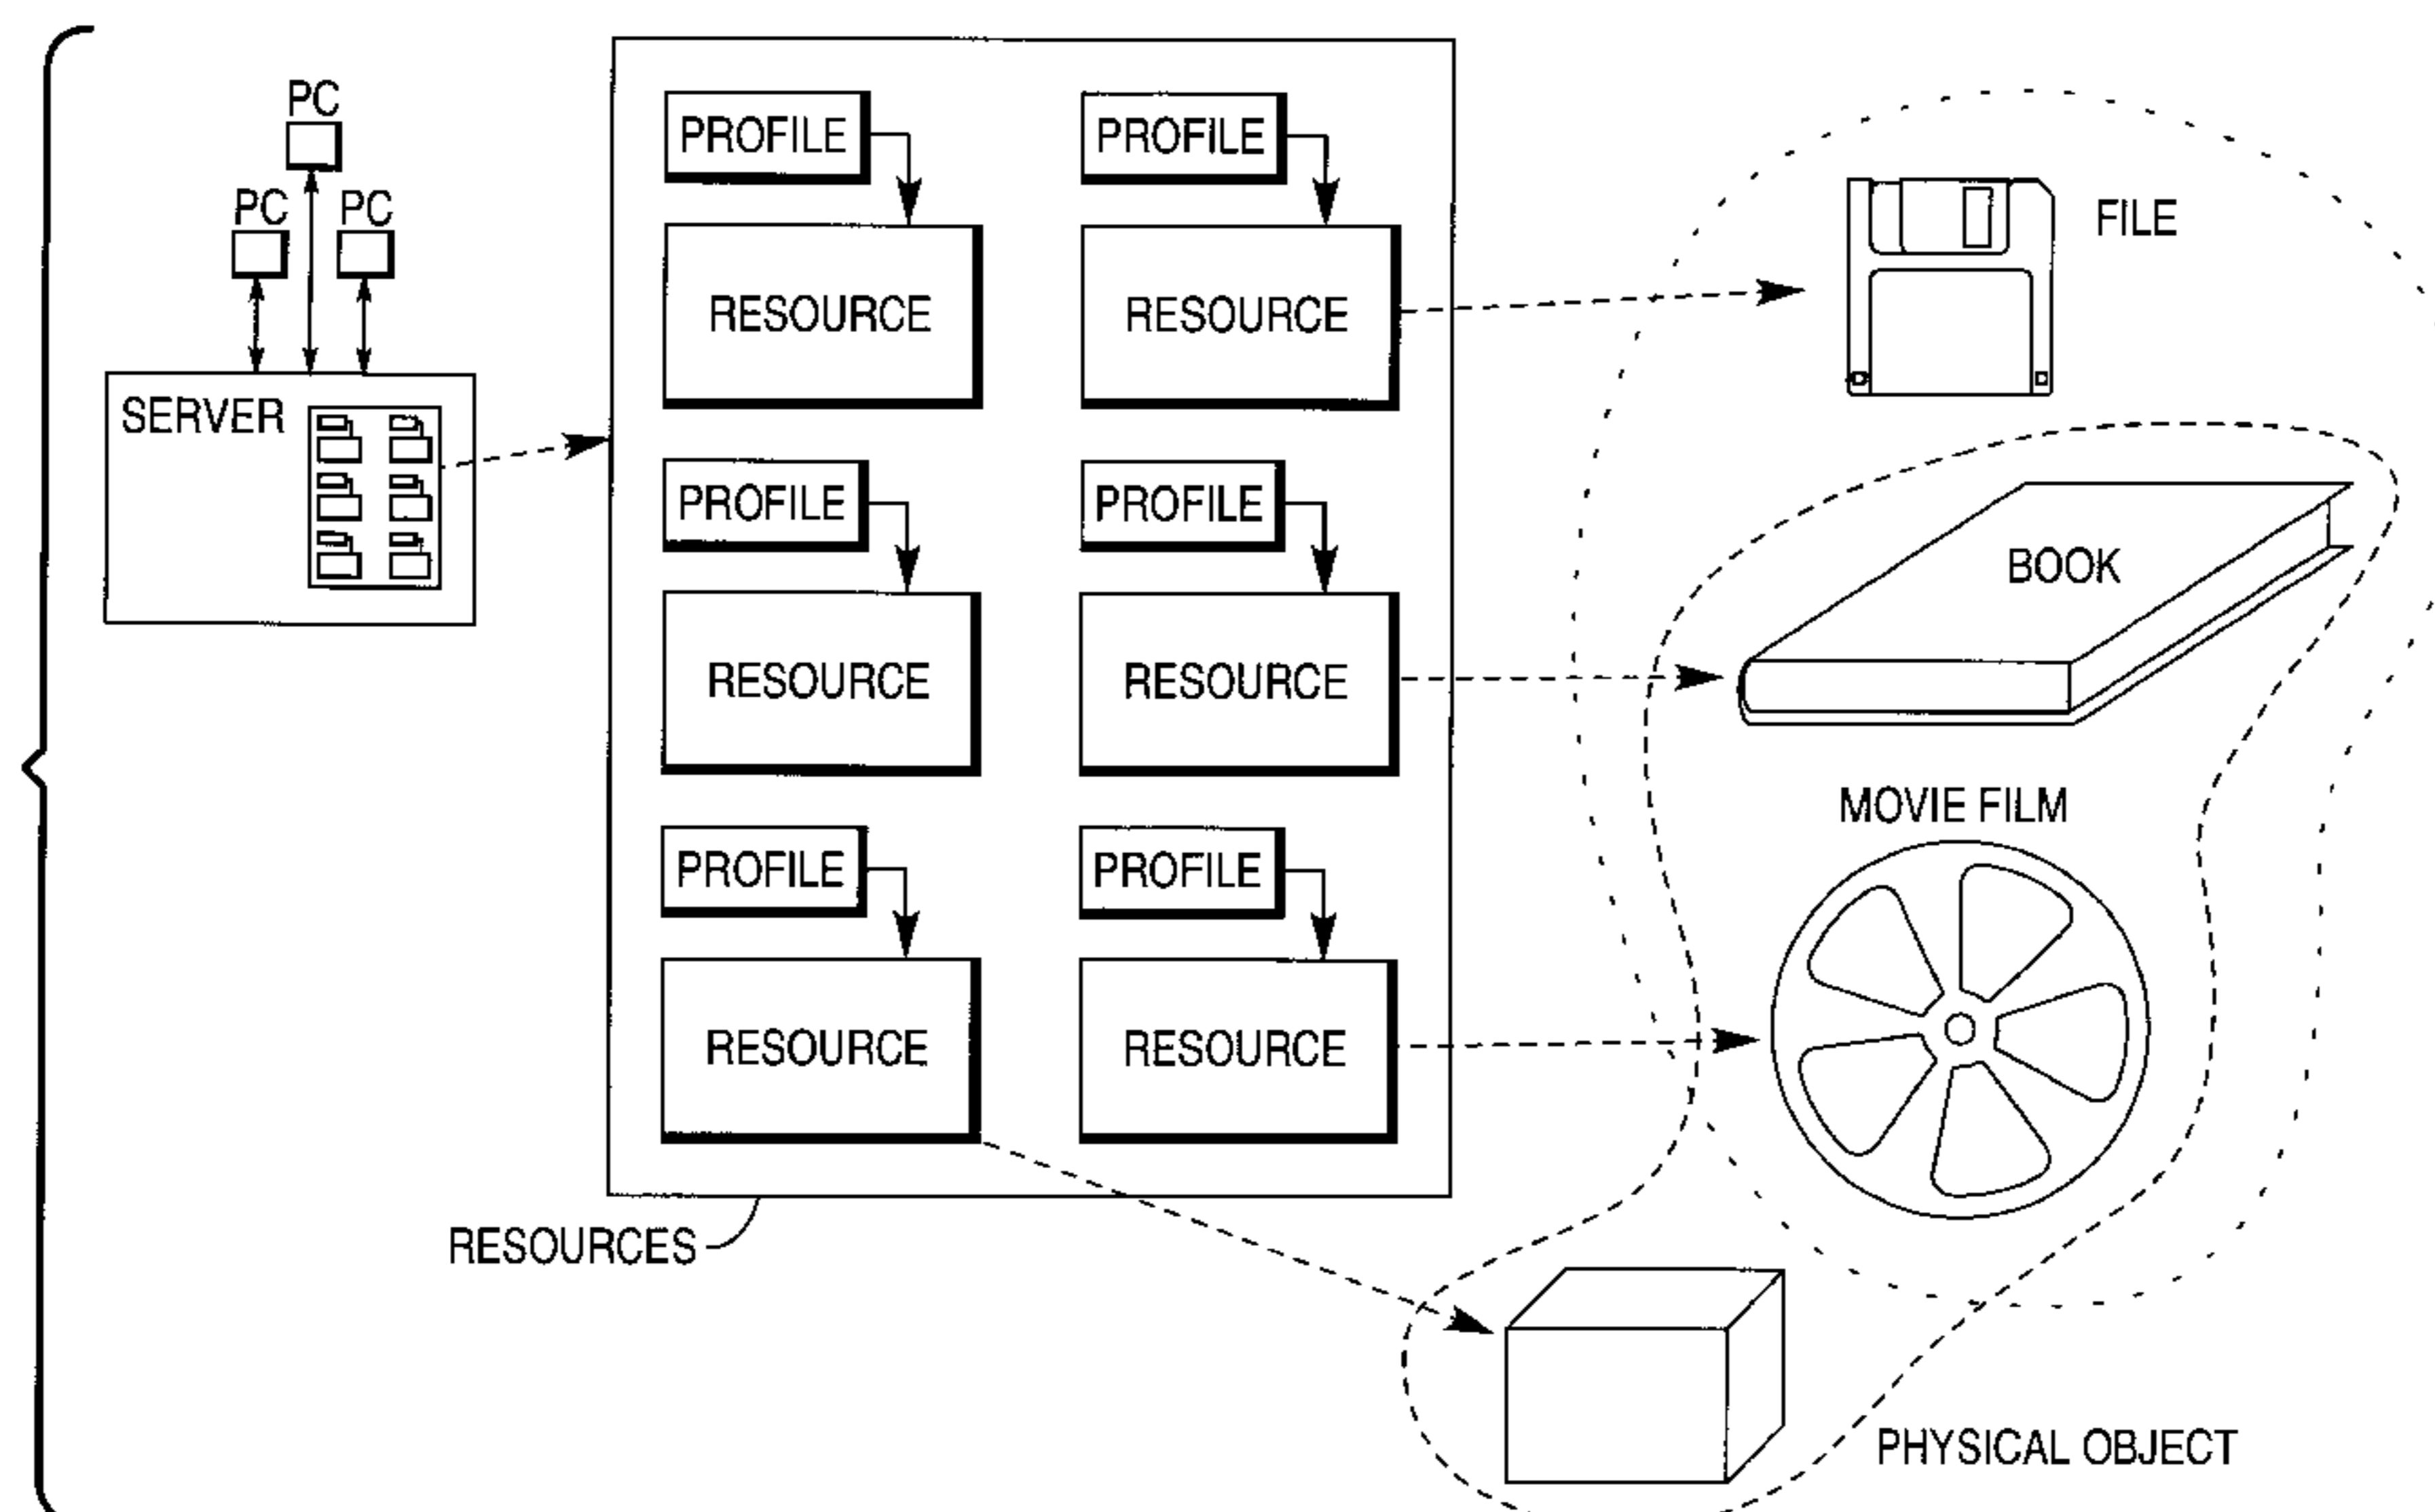 PC
PC
PC
SERVER
PROFILE
PROFILE
RESOURCE
RESOURCE
PROFILE
PROFILE
RESOURCE
RESOURCE
PROFILE
PROFILE
RESOURCE
RESOURCE
RESOURCES
FILE
BOOK
MOVIE FILM
PHYSICAL OBJECT